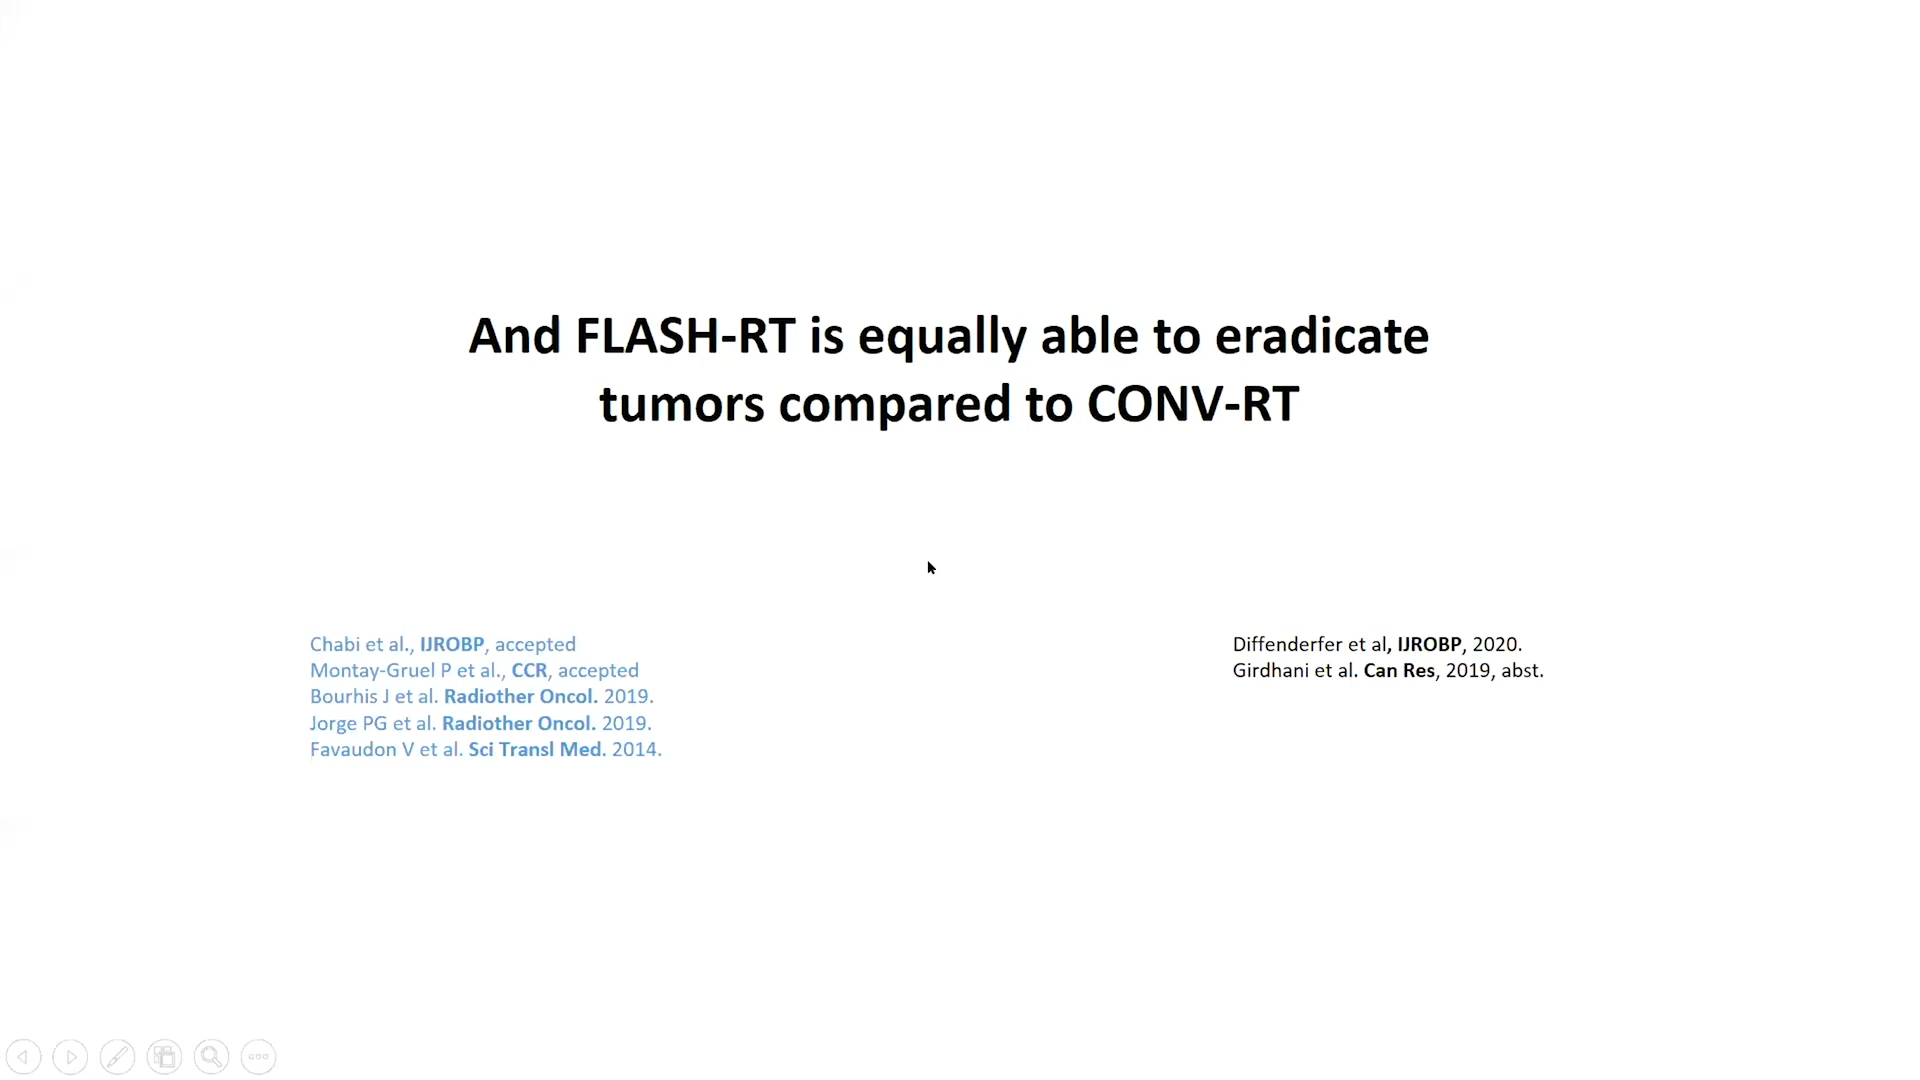 And FLASH-RT is equally able to eradicate
tumors compared to CONV-RT
Chabi et al., IJROBP, accepted
Montay-Gruel P et al., CCR, accepted
Bourhis J et al. Radiother Oncol. 2019.
Jorge PG et al. Radiother Oncol. 2019.
Favaudon V et al. Sci Transl Med. 2014.
Diffenderfer et al, IJROBP, 2020.
Girdhani et al. Can Res, 2019, abst.